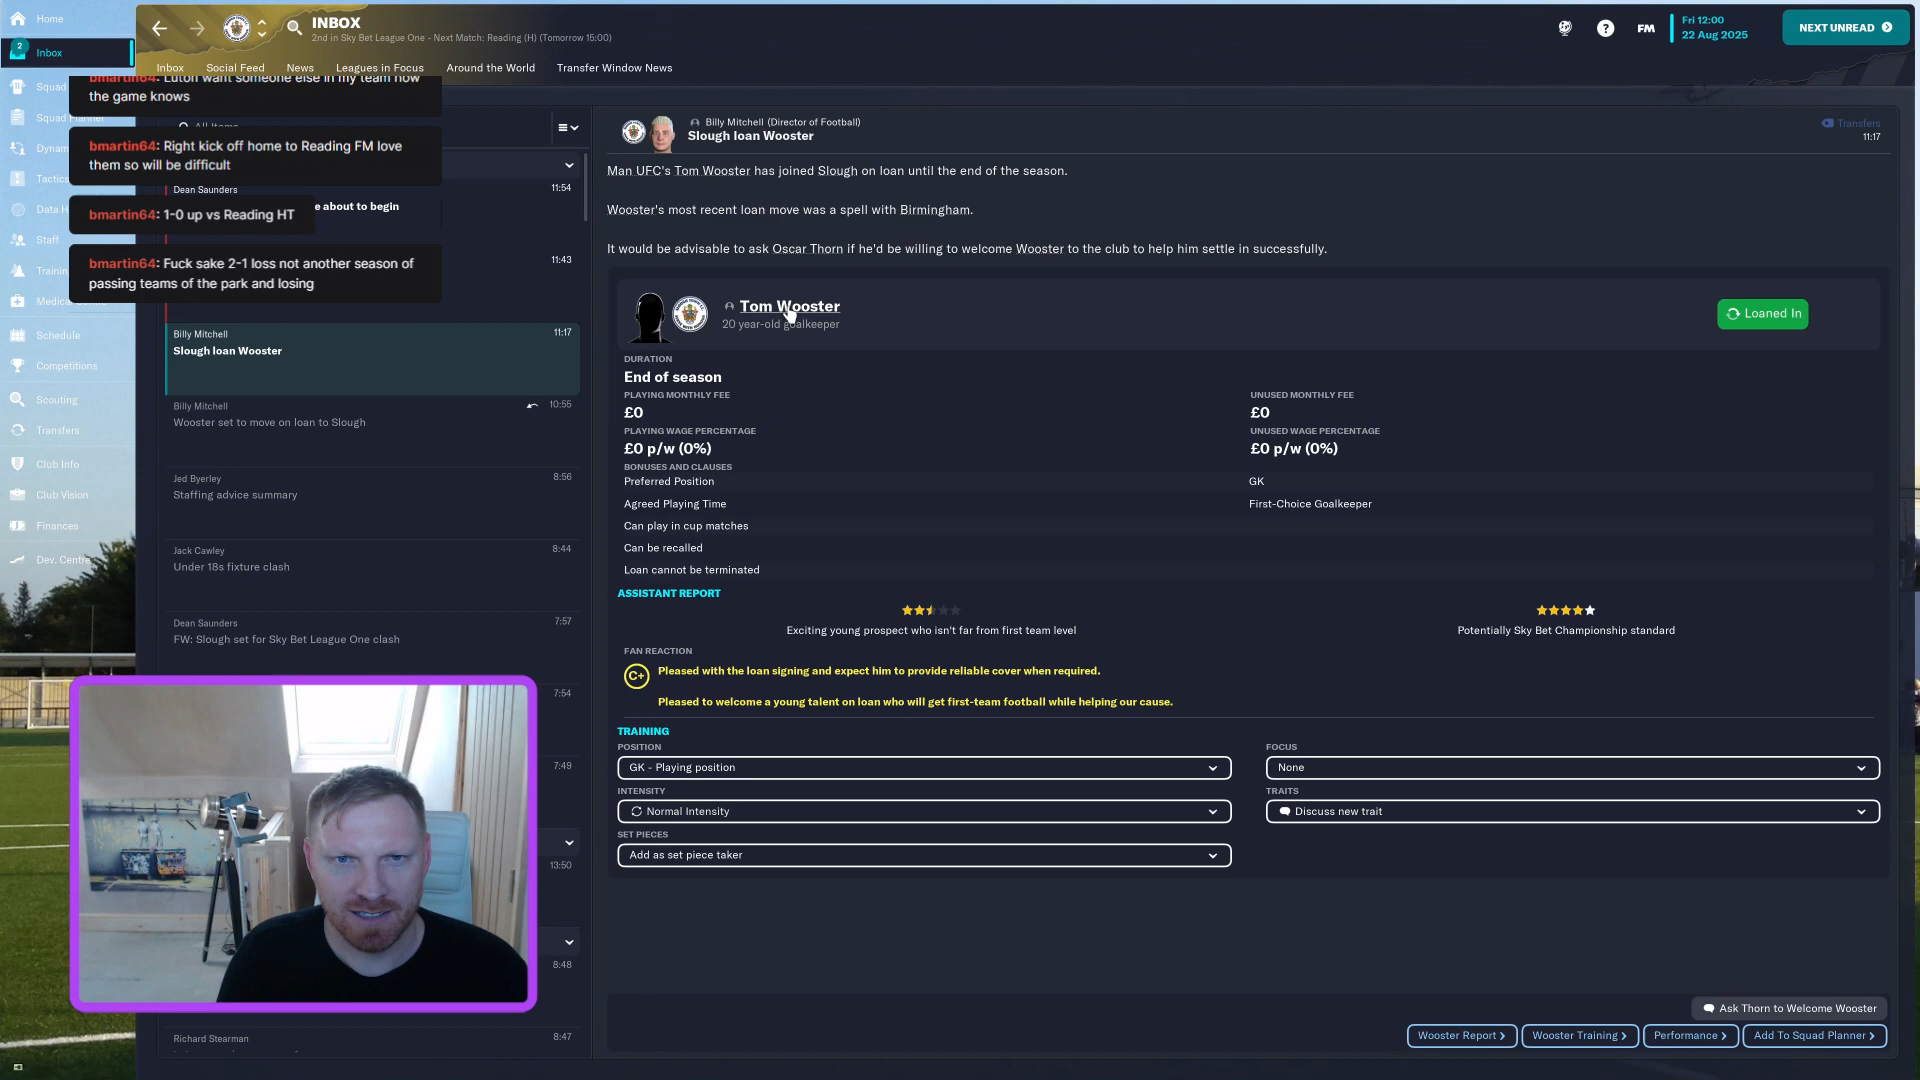 Home
INBOX
2nd in Sky Bet League One - Next Match: Reading (H) (Tomorrow 15:00)
FM
Fri 12:00
22 Aug 2025
NEXT UNREAD
2
Inbox
Inbox
Social Feed
News
Leagues in Focus
Around the World
Transfer Window News
bmartin64: Luton want someone else in my team now
the game knows
bmartin64: Right kick off home to Reading FM love
them so will be difficult
bmartin64: 1-0 up vs Reading HT
bmartin64: Fuck sake 2-1 loss not another season of
passing teams of the park and losing
Squad
Squad Planner
Tactics
Staff
Schedule
Competitions
Scouting
Transfers
Club Info
Club Vision
Finances
Dev. Centre
All Items
Dean Saunders
11:54
e about to begin
11:43
Billy Mitchell
11:17
Slough loan Wooster
Billy Mitchell
10:55
Wooster set to move on loan to Slough
Jed Byerley
8:56
Staffing advice summary
Jack Cawley
8:44
Under 18s fixture clash
Dean Saunders
7:57
FW: Slough set for Sky Bet League One clash
7:54
7:49
13:50
8:48
Richard Stearman
8:47
Billy Mitchell (Director of Football)
Slough loan Wooster
Transfers
11:17
Man UFC's Tom Wooster has joined Slough on loan until the end of the season.
Wooster's most recent loan move was a spell with Birmingham.
It would be advisable to ask Oscar Thorn if he'd be willing to welcome Wooster to the club to help him settle in successfully.
Tom Wooster
20 year-old goalkeeper
Loaned In
DURATION
End of season
PLAYING MONTHLY FEE
£0
UNUSED MONTHLY FEE
£0
PLAYING WAGE PERCENTAGE
£0 p/w (0%)
UNUSED WAGE PERCENTAGE
£0 p/w (0%)
BONUSES AND CLAUSES
Preferred Position
GK
Agreed Playing Time
First-Choice Goalkeeper
Can play in cup matches
Can be recalled
Loan cannot be terminated
ASSISTANT REPORT
Exciting young prospect who isn't far from first team level
Potentially Sky Bet Championship standard
FAN REACTION
C+
Pleased with the loan signing and expect him to provide reliable cover when required.
Pleased to welcome a young talent on loan who will get first-team football while helping our cause.
TRAINING
POSITION
GK - Playing position
FOCUS
None
INTENSITY
Normal Intensity
TRAITS
Discuss new trait
SET PIECES
Add as set piece taker
Ask Thorn to Welcome Wooster
Wooster Report
Wooster Training
Performance
Add To Squad Planner